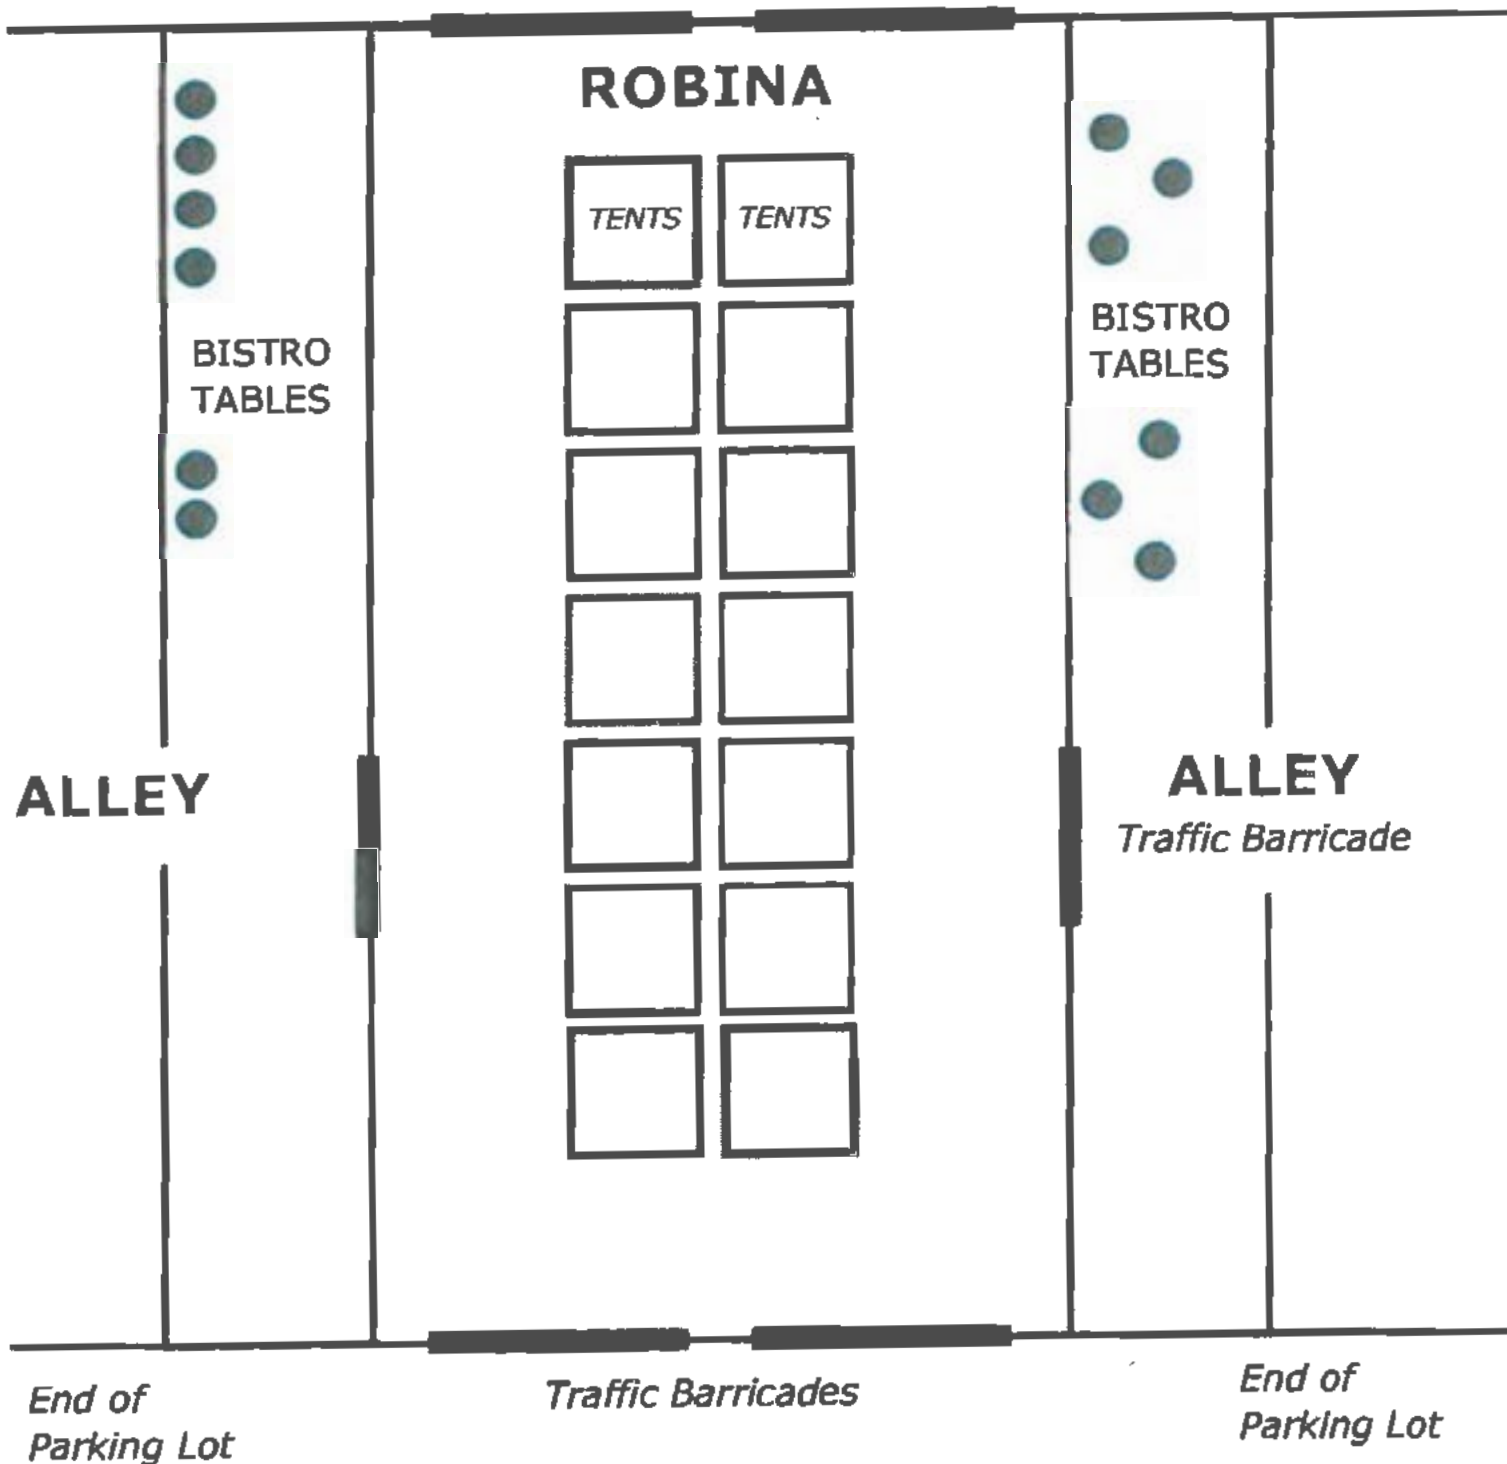 ROBINA
TENTS TENTS
BISTRO
TABLES
BISTRO
TABLES
ALLEY
ALLEY
Traffic Barricade
End of
Parking Lot
Traffic Barricades
End of
Parking Lot